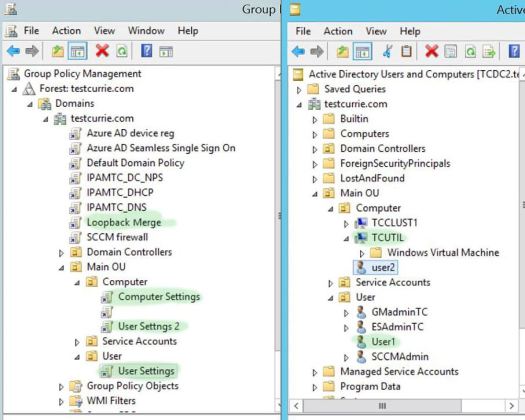 Group P
File Action View Window Help
Group Policy Management
Forest: testcurrie.com
Domains
testcurrie.com
Azure AD device reg
Azure AD Seamless Single Sign On
Default Domain Policy
IPAMTC_DC_NPS
IPAMTC_DHCP
IPAMTC_DNS
Loopback Merge
SCCM firewall
Domain Controllers
Main OU
Computer
Computer Settings
User Settngs 2
Service Accounts
User
User Settings
Group Policy Objects
WMI Filters
Active
File Action View Help
Active Directory Users and Computers [TCDC2.te
Saved Queries
testcurrie.com
Builtin
Computers
Domain Controllers
ForeignSecurityPrincipals
LostAndFound
Main OU
Computer
TCCLUST1
TCUTIL
Windows Virtual Machine
user2
Service Accounts
User
GMadminTC
ESAdminTC
User1
SCCMAdmin
Managed Service Accounts
Program Data